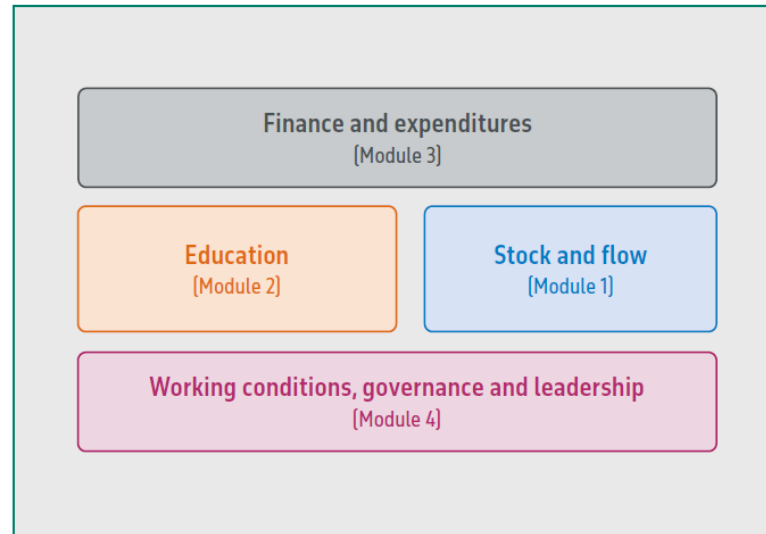 Finance and expenditures
(Module 3)
Education
(Module 2)
Stock and flow
(Module 1)
Working conditions, governance and leadership
(Module 4)